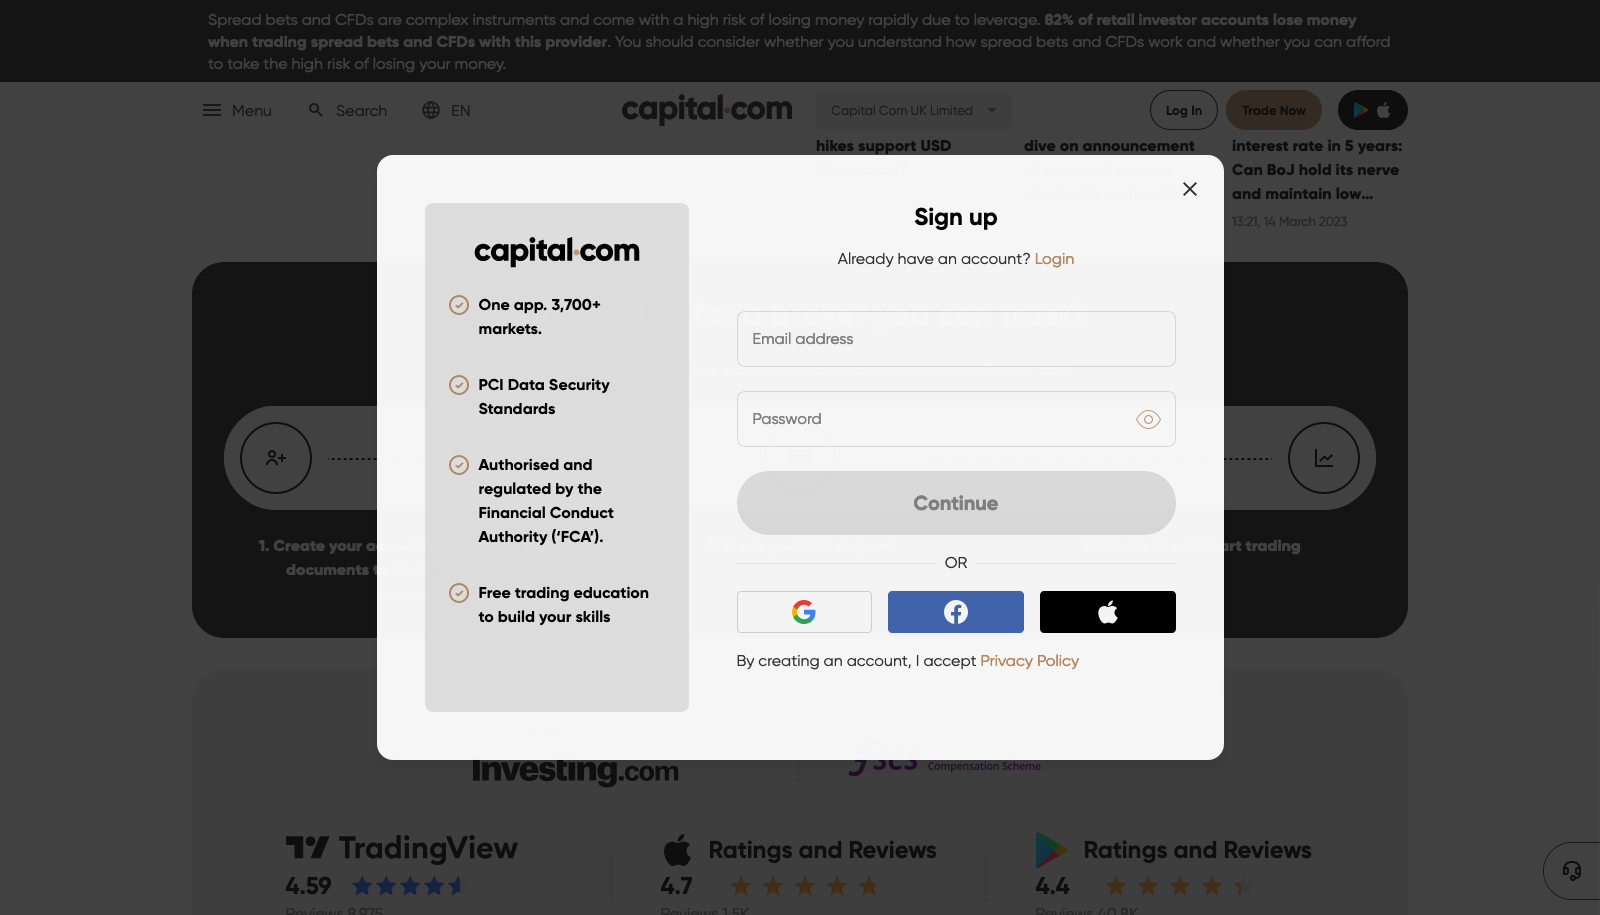 Spread bets and CFDs are complex instruments and come with a high risk of losing money rapidly due to leverage. 82% of retail investor accounts lose money
when trading spread bets and CFDs with this provider. You should consider whether you understand how spread bets and CFDs work and whether you can afford
to take the high risk of losing your money.
Menu
Search
EN
capital.com
Capital Com UK Limited
Log In
Trade Now
hikes support USD
dive on announcement
interest rate in 5 years:
Can BoJ hold its nerve
and maintain low...
13:21, 14 March 2023
capital.com
One app. 3,700+
markets.
PCI Data Security
Standards
Authorised and
regulated by the
Financial Conduct
Authority (‘FCA’).
Free trading education
to build your skills
Sign up
Already have an account? Login
Email address
Password
Continue
OR
By creating an account, I accept Privacy Policy
1. Create your
documents
start trading
Investing.com
fscs
Compensation Scheme
TradingView
4.59
Reviews 8,975
Ratings and Reviews
4.7
Reviews 1.5K
Ratings and Reviews
4.4
Reviews 40.8K